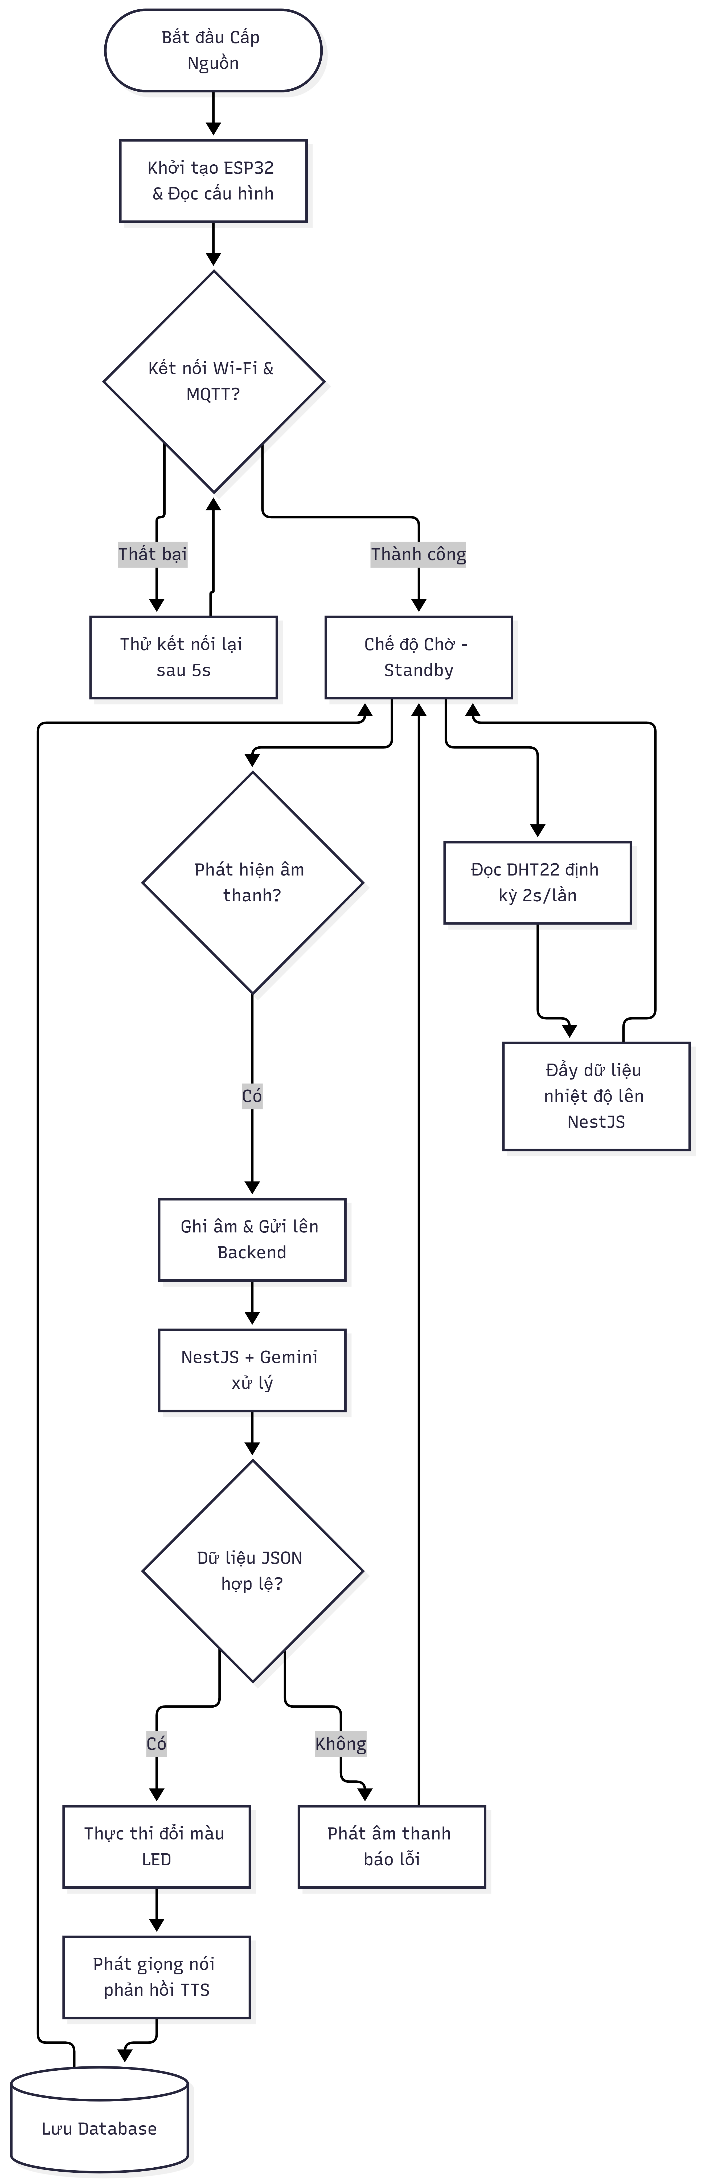 Bắt đầu Cấp
Nguồn
Khởi tạo ESP32
& Đọc cấu hình
Kết nối Wi-Fi &
MQTT?
Thất bại
Thành công
Thử kết nối lại
sau 5s
Chế độ Chờ -
Standby
Phát hiện âm
thanh?
Đọc DHT22 định
kỳ 2s/lần
Đẩy dữ liệu
nhiệt độ lên
NestJS
Có
Ghi âm & Gửi lên
Backend
NestJS + Gemini
xử lý
Dữ liệu JSON
hợp lệ?
Có
Không
Thực thi đổi màu
LED
Phát âm thanh
báo lỗi
Phát giọng nói
phản hồi TTS
Lưu Database